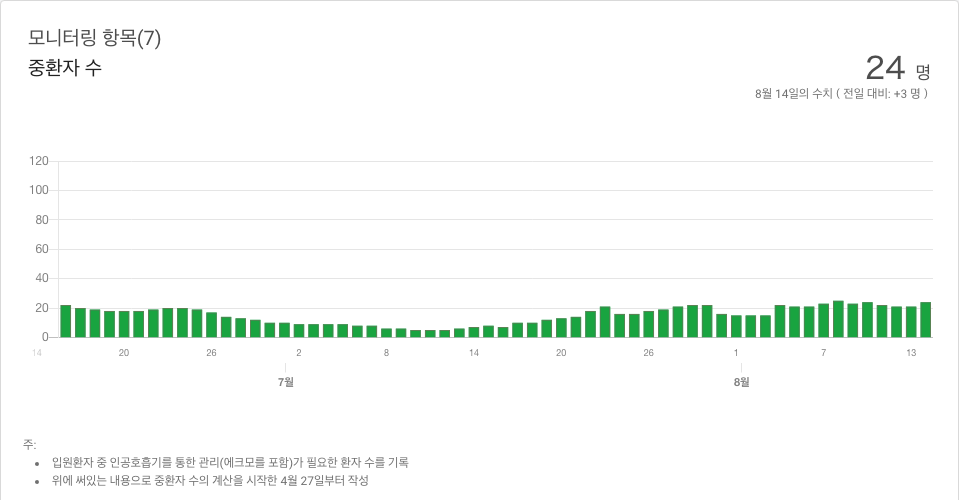 모니터링 항목(7)
중환자 수
24 명
8월 14일의 수치 ( 전일 대비: +3 명 )
120
100
80
60
40
20
0
14 20 26 2 8 14 20 26 1 7 13
7월 8월
주:
• 입원환자 중 인공호흡기를 통한 관리(에크모를 포함)가 필요한 환자 수를 기록
• 위에 써있는 내용으로 중환자 수의 계산을 시작한 4월 27일부터 작성